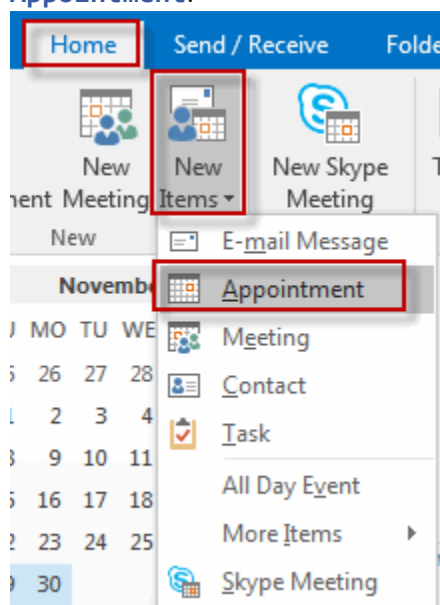 Appointment.
Home Send / Receive Folde
New Meeting
New Items
New Skype Meeting
ent
New
E-mail Message
Novembe
Appointment
MO TU WE
Meeting
26 27 28
Contact
2 3 4
Task
9 10 11
All Day Event
16 17 18
More Items
23 24 25
Skype Meeting
30